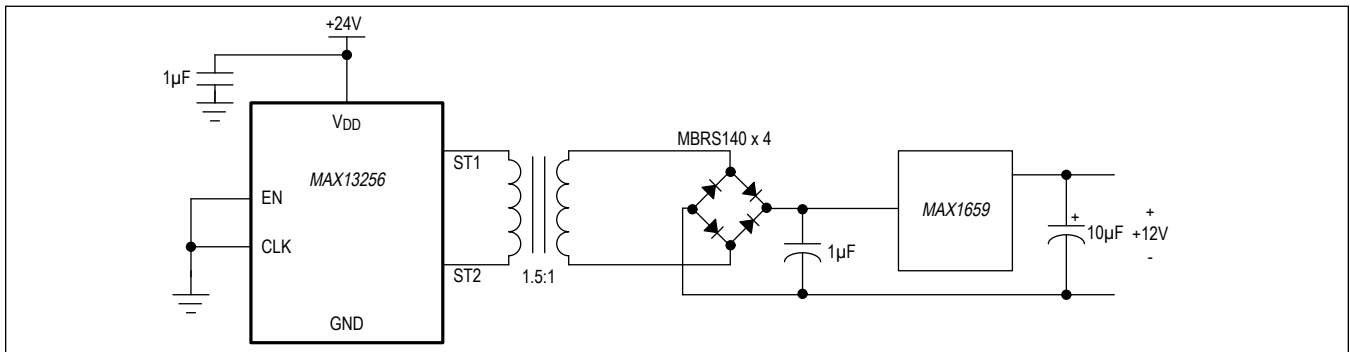 +24V
1µF
VDD
MBRS140 x 4
ST1
MAX13256
EN
MAX1659
+
10µF
+
+12V
-
CLK
1µF
ST2
1.5:1
GND